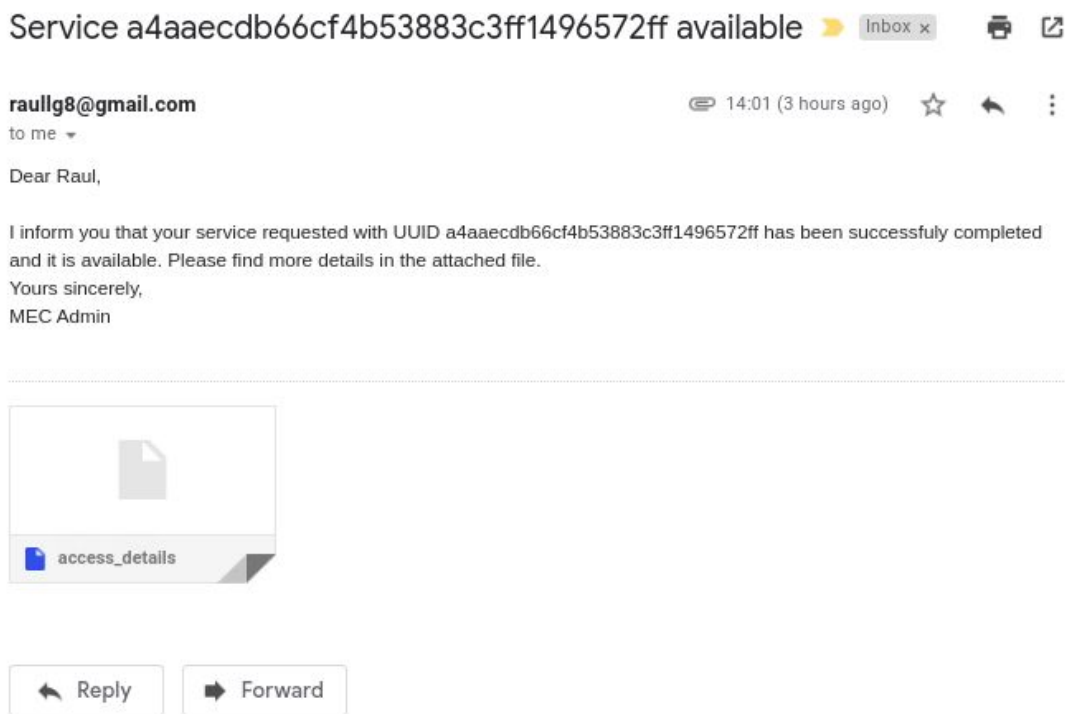 Service a4aaecdb66cf4b53883c3ff1496572ff available Inbox x
raullg8@gmail.com 14:01 (3 hours ago)
to me
Dear Raul,
I inform you that your service requested with UUID a4aaecdb66cf4b53883c3ff1496572ff has been successfuly completed
and it is available. Please find more details in the attached file.
Yours sincerely,
MEC Admin
access_details
Reply Forward